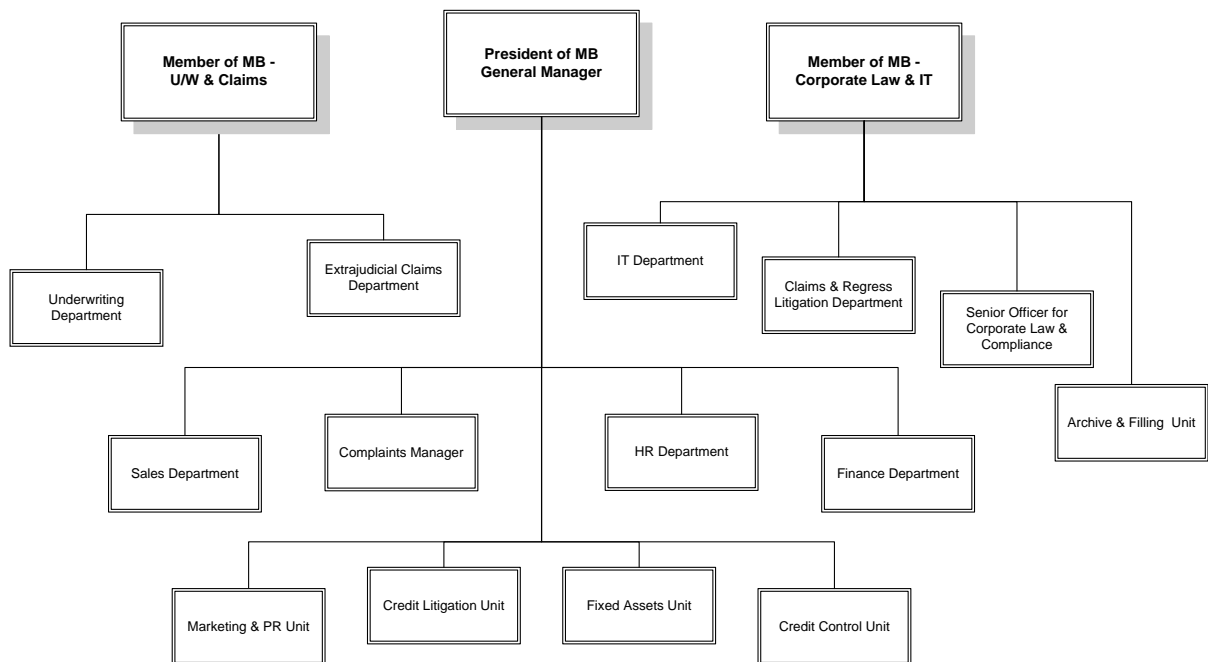 Member of MB -
U/W & Claims
President of MB
General Manager
Member of MB -
Corporate Law & IT
Underwriting
Department
Extrajudicial Claims
Department
IT Department
Claims & Regress
Litigation Department
Senior Officer for
Corporate Law &
Compliance
Archive & Filling Unit
Sales Department
Complaints Manager
HR Department
Finance Department
Marketing & PR Unit
Credit Litigation Unit
Fixed Assets Unit
Credit Control Unit